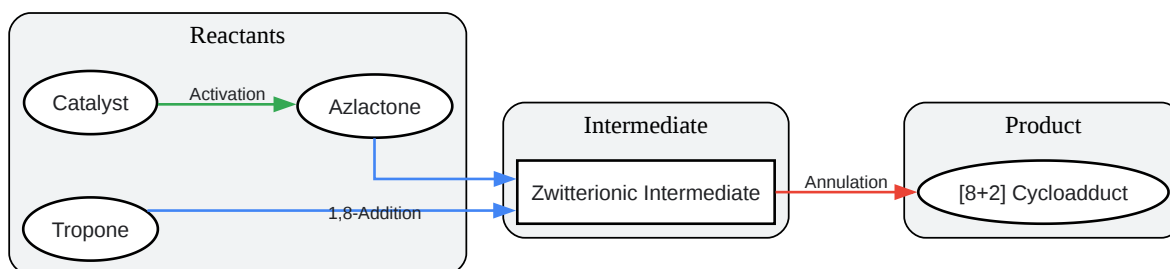 Reactants
Catalyst
Activation
Azlactone
Tropone
1,8-Addition
Intermediate
Zwitterionic Intermediate
Annulation
Product
[8+2] Cycloadduct